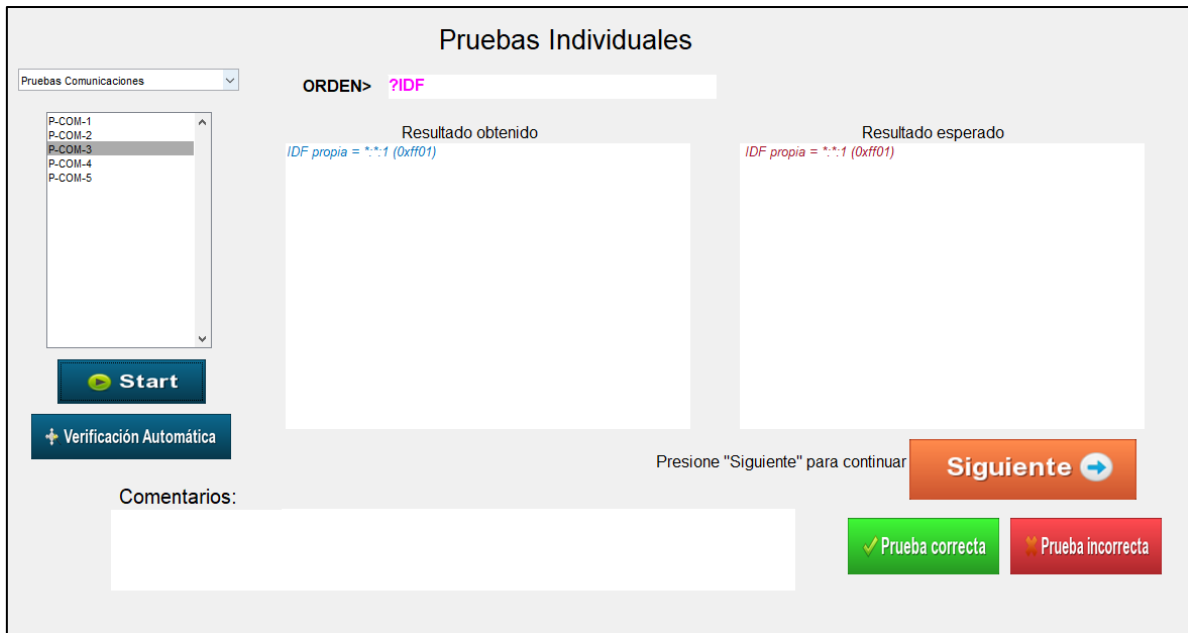 Pruebas Individuales
Pruebas Comunicaciones
ORDEN> ?IDF
P-COM-1
P-COM-2
P-COM-3
P-COM-4
P-COM-5
Resultado obtenido
IDF propia = *:*:1 (0xff01)
Resultado esperado
IDF propia = *:*:1 (0xff01)
Start
Verificación Automática
Presione "Siguiente" para continuar
Siguiente
Comentarios:
Prueba correcta
Prueba incorrecta